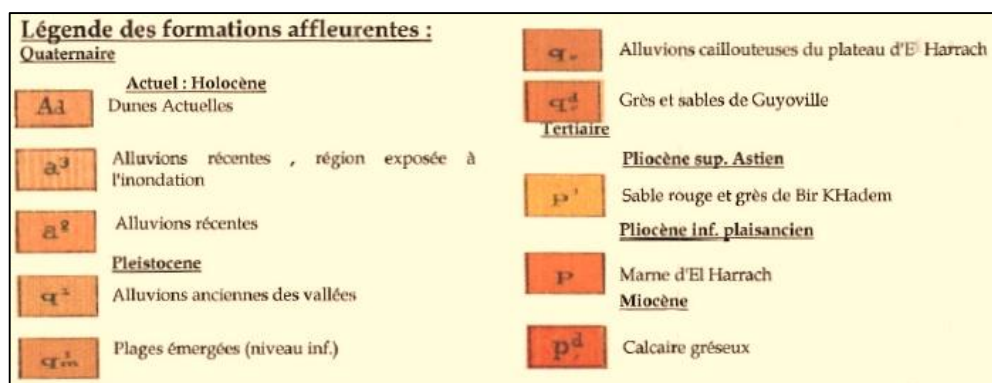 Légende des formations affleurentes :
Quaternaire
Actuel : Holocène
Ad Dunes Actuelles
a³ Alluvions récentes , région exposée à
l'inondation
a² Alluvions récentes
Pleistocene
Alluvions anciennes des vallées
Plages émergées (niveau inf.)
Alluvions caillouteuses du plateau d'El Harrach
Grès et sables de Guyoville
Tertiaire
Pliocène sup. Astien
p' Sable rouge et grès de Bir KHadem
Pliocène inf. plaisancien
p Marne d'El Harrach
Miocène
Calcaire gréseux